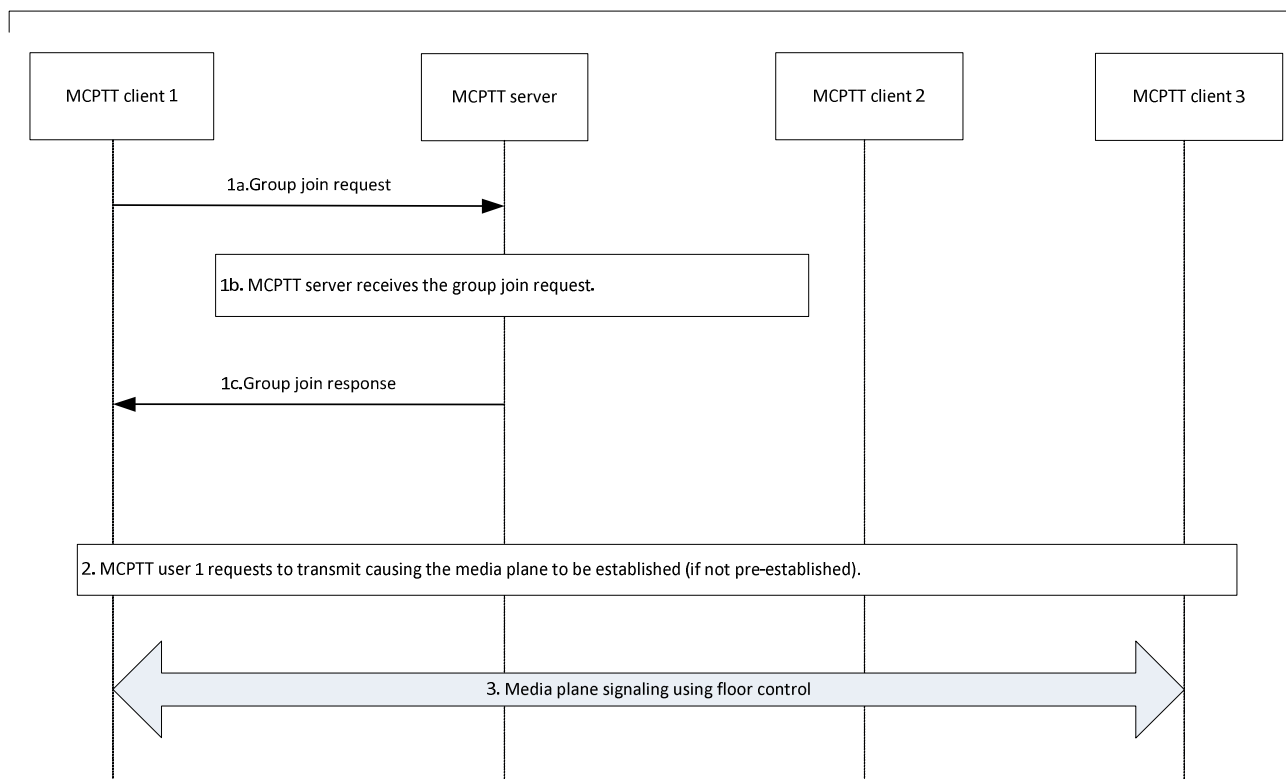 MCPTT client 1
MCPTT server
MCPTT client 2
MCPTT client 3
1a.Group join request
1b. MCPTT server receives the group join request.
1c.Group join response
2. MCPTT user 1 requests to transmit causing the media plane to be established (if not pre-established).
3. Media plane signaling using floor control